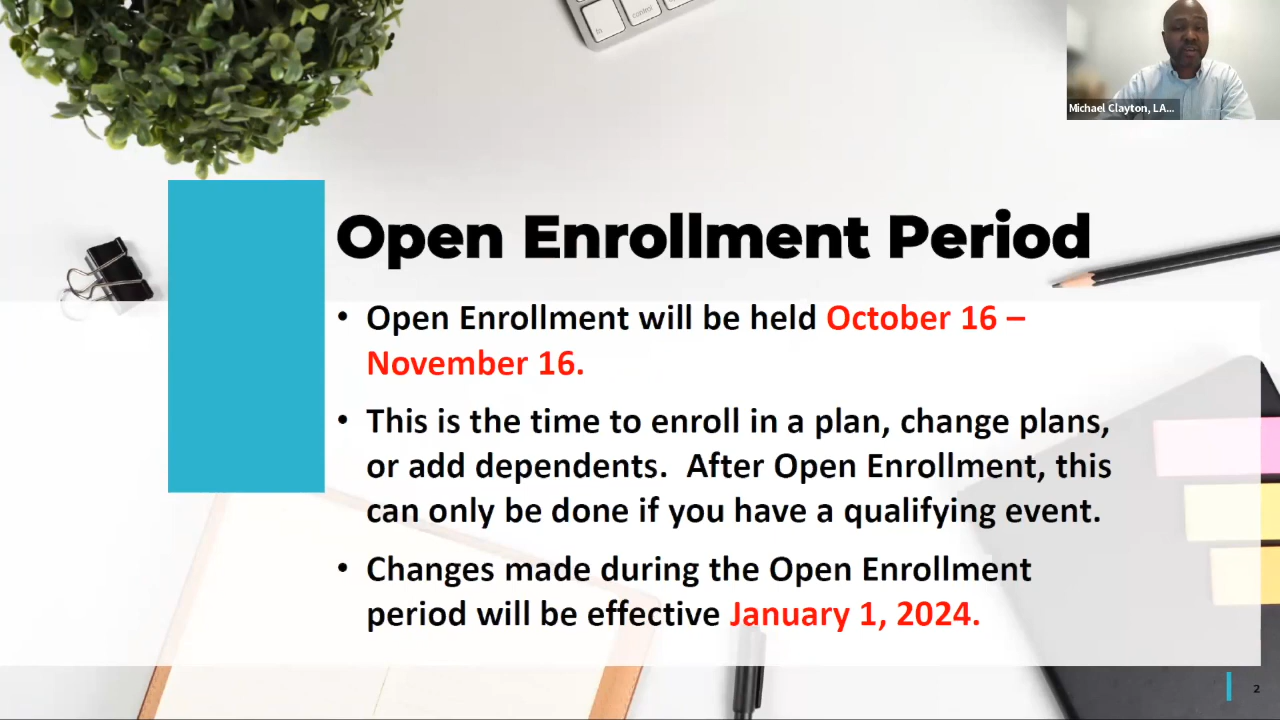 control
Michael Clayton, LA...
Open Enrollment Period
• Open Enrollment will be held October 16 –
November 16.
• This is the time to enroll in a plan, change plans,
or add dependents.  After Open Enrollment, this
can only be done if you have a qualifying event.
• Changes made during the Open Enrollment
period will be effective January 1, 2024.
2